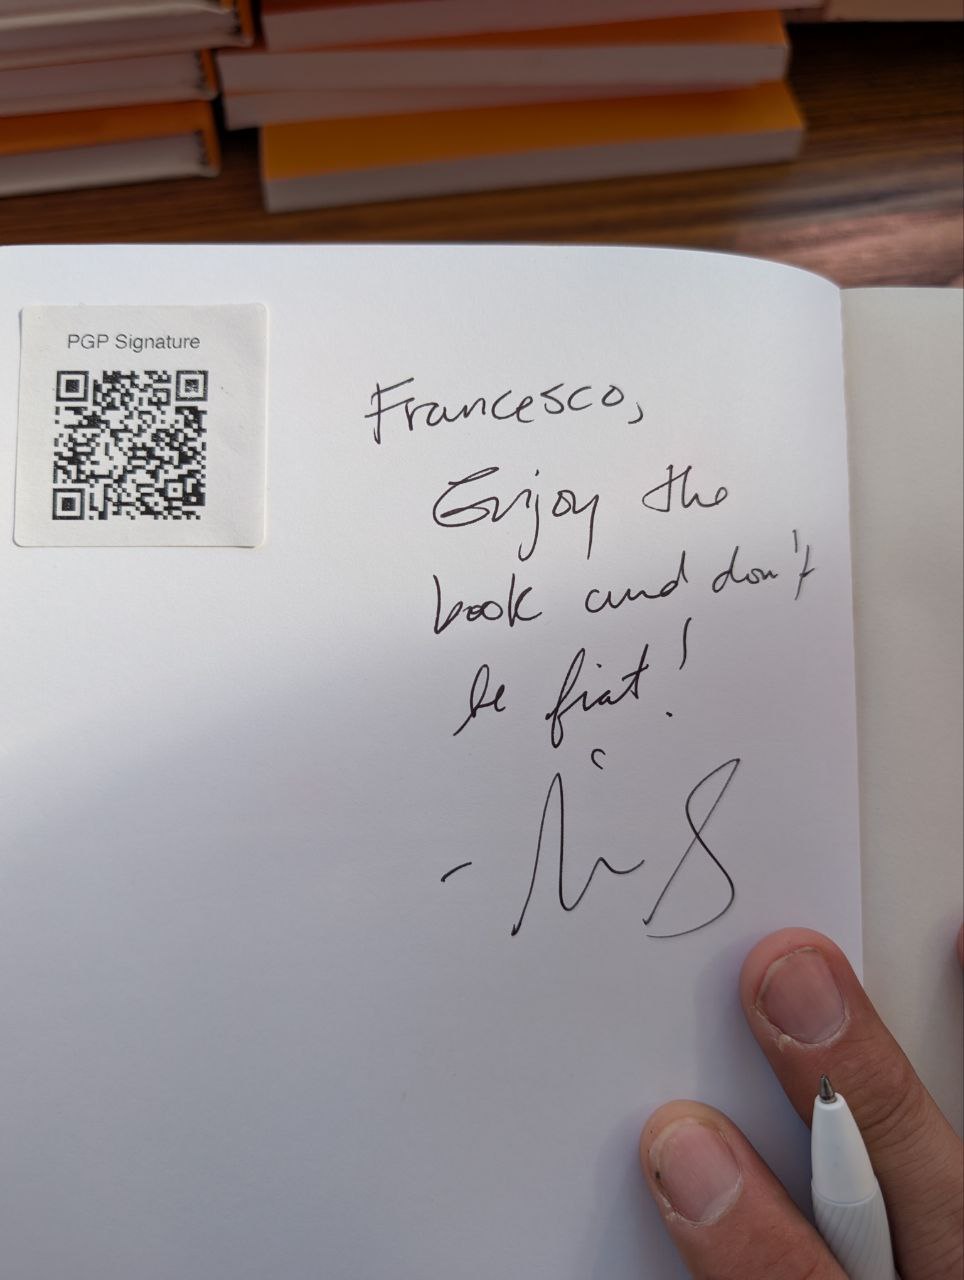 PGP Signature
Francesco,
Enjoy the
book and don't
be fiat!